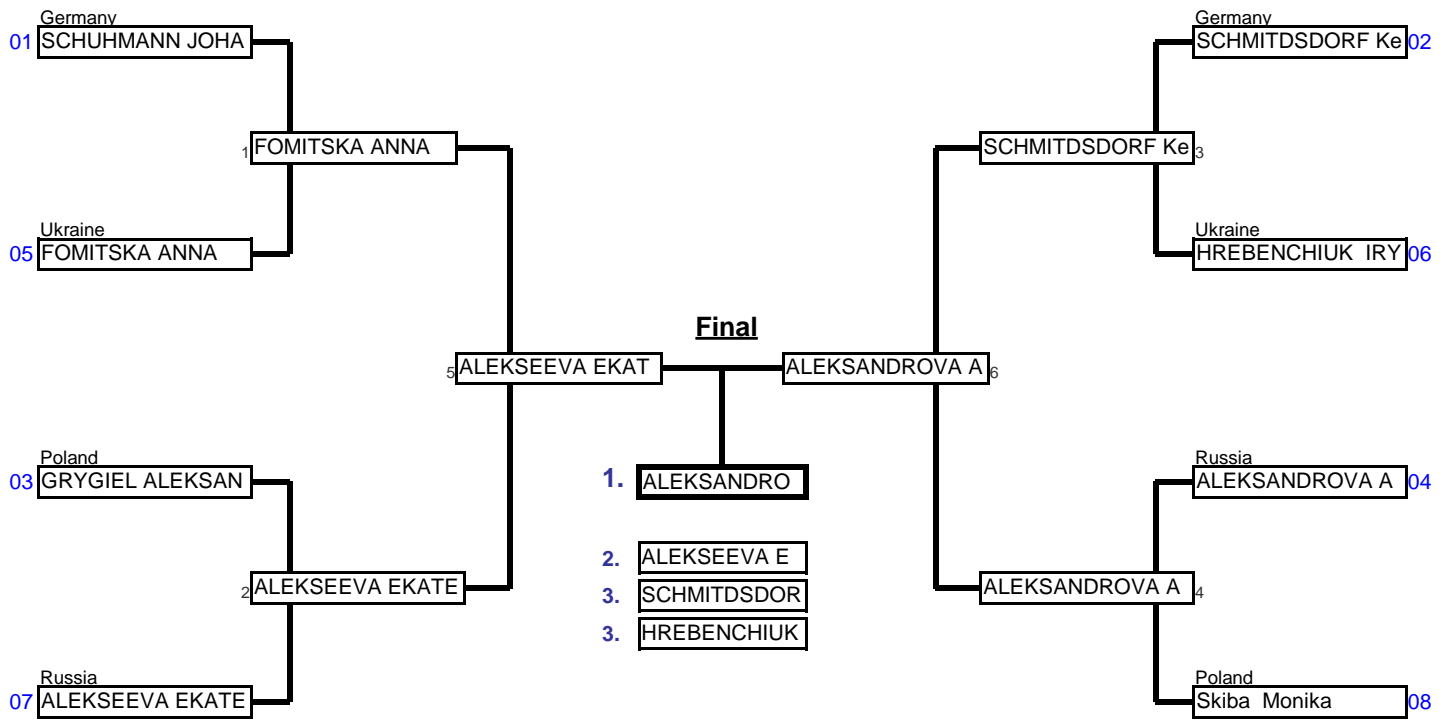 Germany
01 SCHUHMANN JOHA
1 FOMITSKA ANNA
Ukraine
05 FOMITSKA ANNA
5 ALEKSEEVA EKAT
Poland
03 GRYGIEL ALEKSAN
2 ALEKSEEVA EKATE
Russia
07 ALEKSEEVA EKATE
Final
1. ALEKSANDRO
2. ALEKSEEVA E
3. SCHMITDSDOR
3. HREBENCHIUK
Germany
SCHMITDSDORF Ke 02
SCHMITDSDORF Ke 3
Ukraine
HREBENCHIUK IRY 06
ALEKSANDROVA A 6
Russia
ALEKSANDROVA A 04
ALEKSANDROVA A 4
Poland
Skiba Monika 08